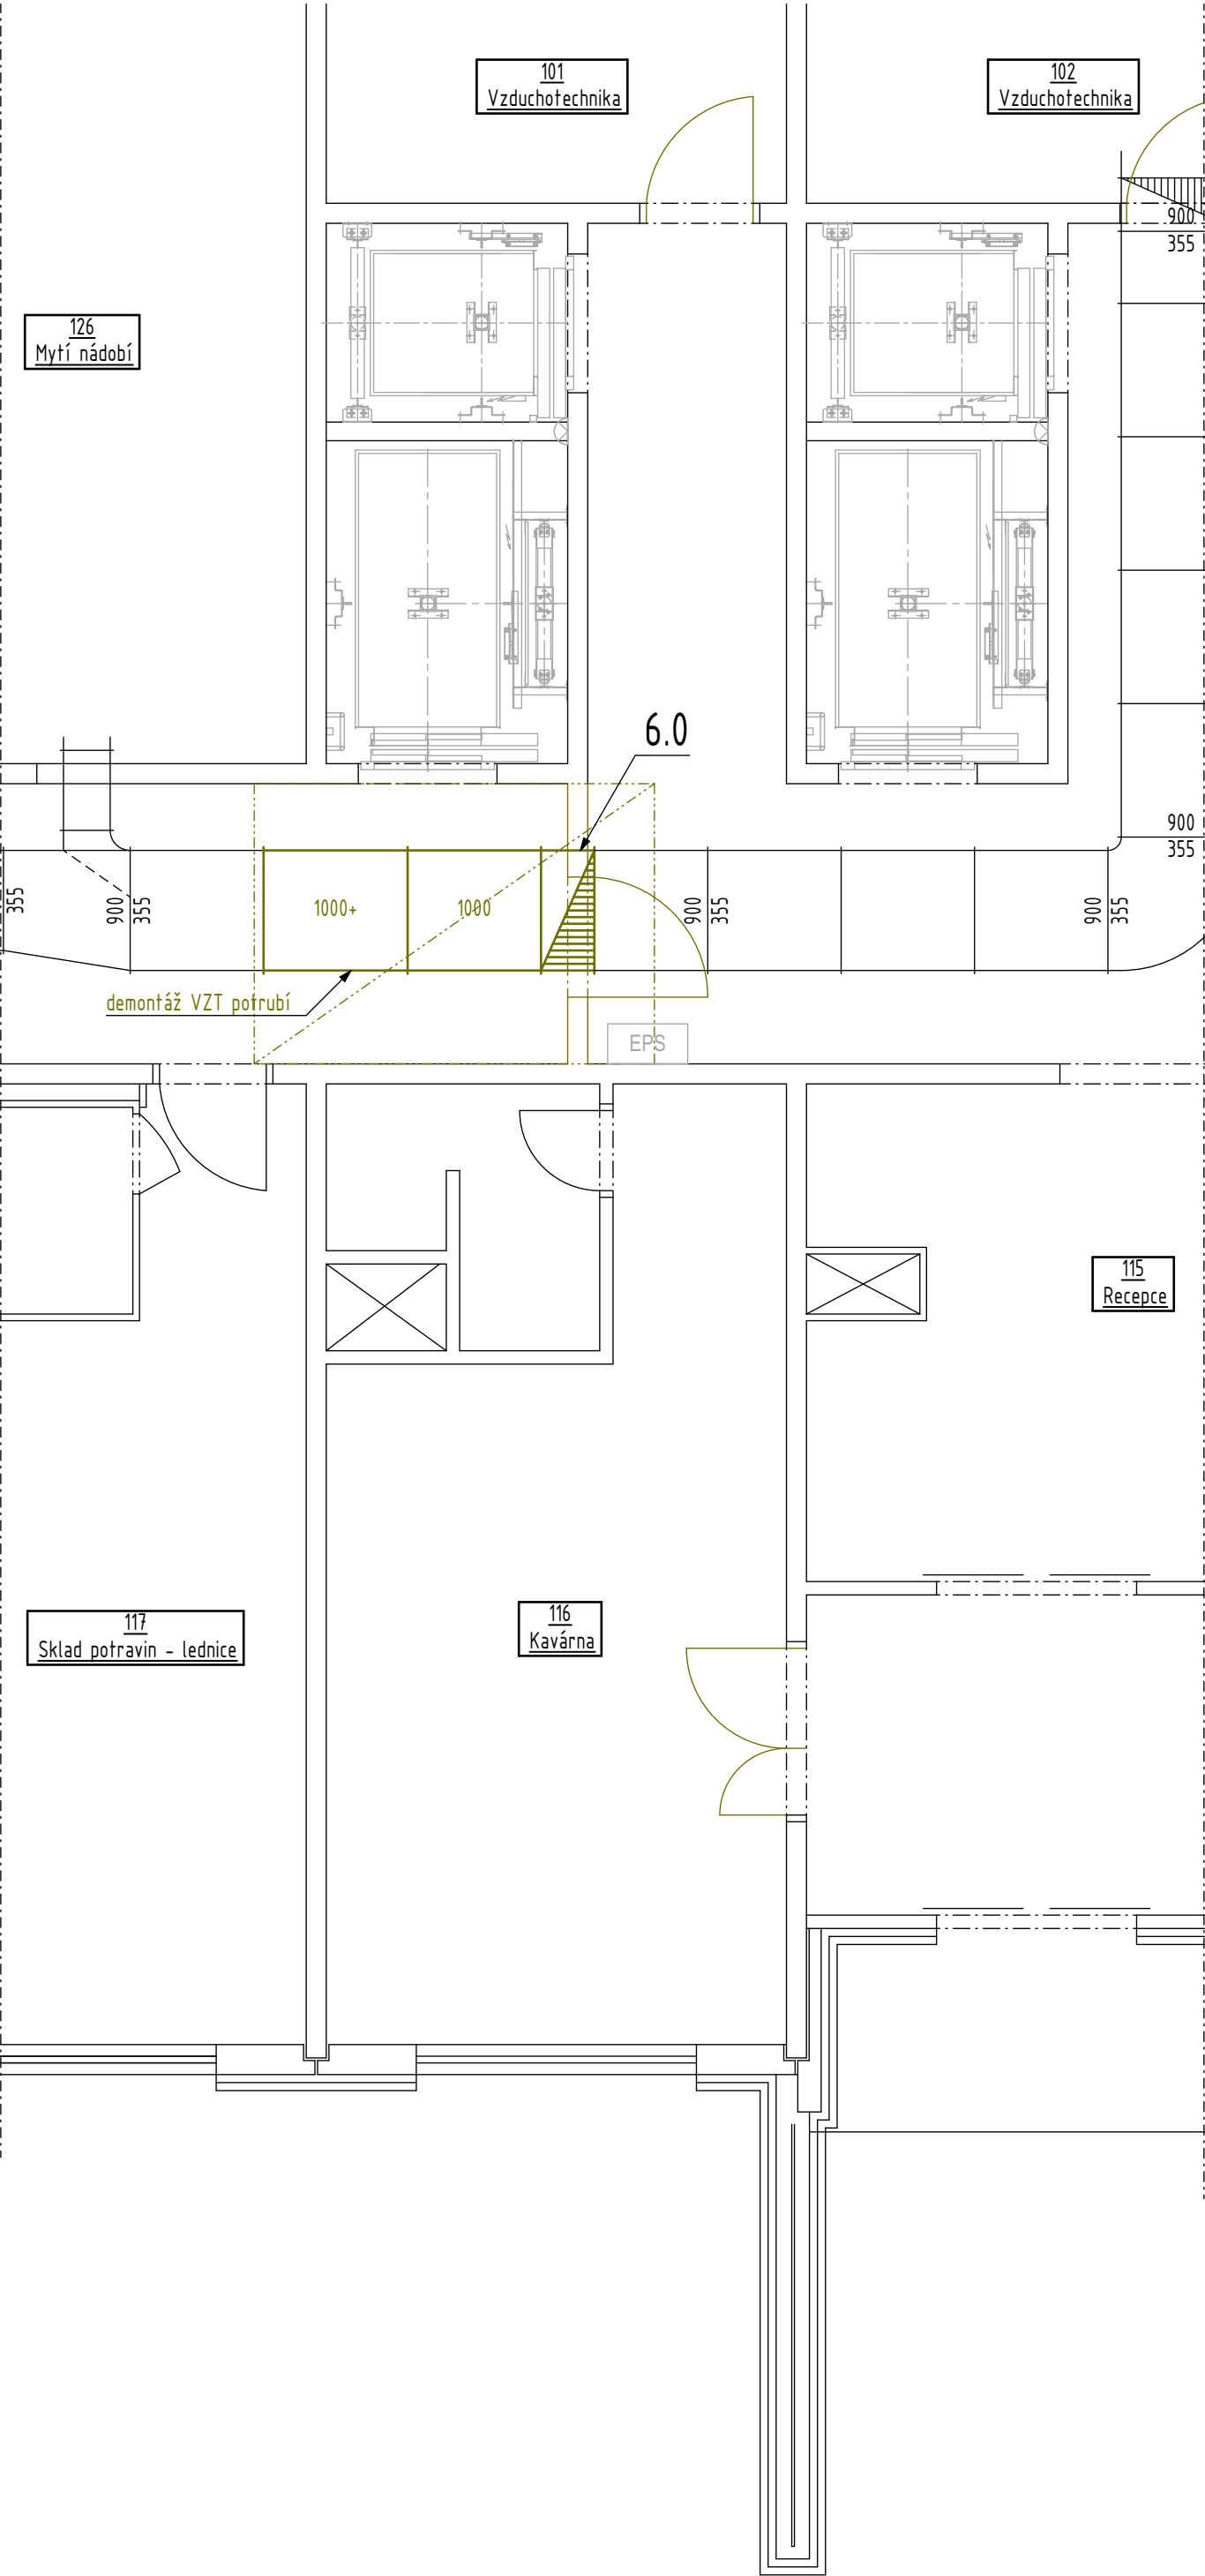 101
Vzduchotechnika
102
Vzduchotechnika
900
355
126
Mytí nádobí
6.0
900
355
355
900
355
1000+
1000
900
355
900
355
demontáž VZT potrubí
EPS
115
Recepce
117
Sklad potravin - lednice
116
Kavárna